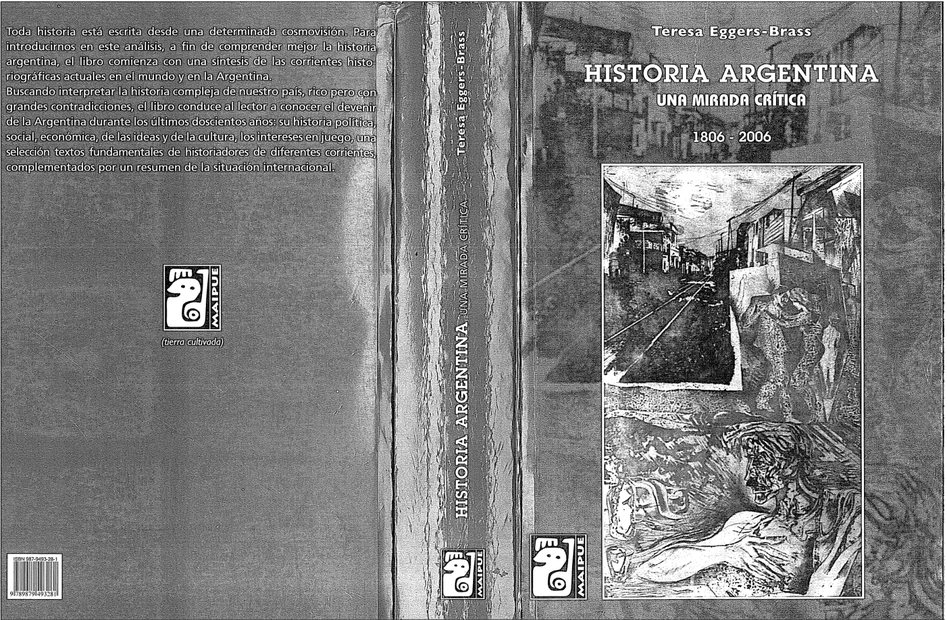 Toda historia está escrita desde una determinada cosmovisión. Para
introducirnos en este análisis, a fin de comprender mejor la historia
argentina, el libro comienza con una síntesis de las corrientes histo-
riográficas actuales en el mundo y en la Argentina.
Buscando interpretar la historia compleja de nuestro país, rico pero con
grandes contradicciones, el libro conduce al lector a conocer el devenir
de la Argentina durante los últimos doscientos años: su historia política,
social, económica, de las ideas y de la cultura, los intereses en juego, una
selección textos fundamentales de historiadores de diferentes corrientes,
complementados por un resumen de la situación internacional.
MAIPUE
(tierra cultivada)
ISBN 987-9493-28-1
9789879493281
HISTORIA ARGENTINA UNA MIRADA CRÍTICA Teresa Eggers-Brass
MAIPUE
Teresa Eggers-Brass
HISTORIA ARGENTINA
UNA MIRADA CRÍTICA
1806 - 2006
MAIPUE